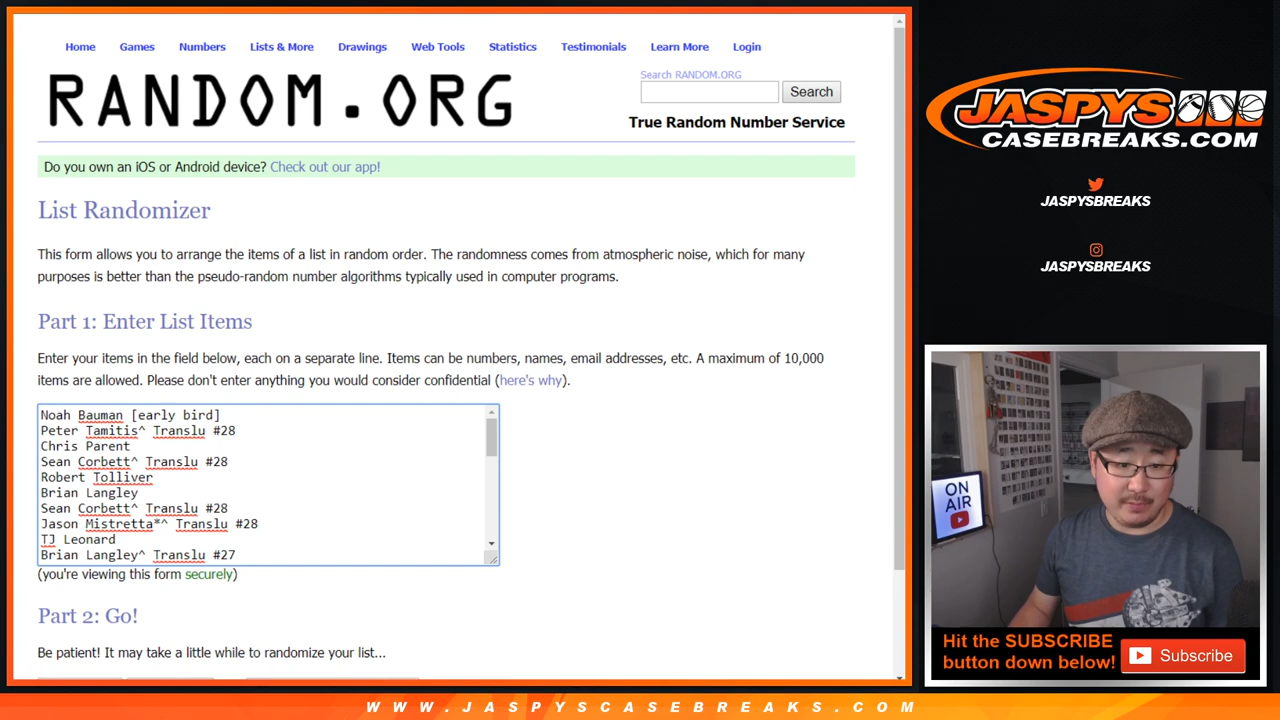 Home Games Numbers Lists & More Drawings Web Tools Statistics Testimonials Learn More Login
RANDOM.ORG
Search RANDOM.ORG
Search
True Random Number Service
Do you own an iOS or Android device? Check out our app!
List Randomizer
This form allows you to arrange the items of a list in random order. The randomness comes from atmospheric noise, which for many
purposes is better than the pseudo-random number algorithms typically used in computer programs.
Part 1: Enter List Items
Enter your items in the field below, each on a separate line. Items can be numbers, names, email addresses, etc. A maximum of 10,000
items are allowed. Please don't enter anything you would consider confidential (here's why).
Noah Bauman [early bird]
Peter Tamitis^ Translu #28
Chris Parent
Sean Corbett^ Translu #28
Robert Tolliver
Brian Langley
Sean Corbett^ Translu #28
Jason Mistretta*^ Translu #28
TJ Leonard
Brian Langley^ Translu #27
(you're viewing this form securely)
Part 2: Go!
Be patient! It may take a little while to randomize your list...
JASPYS
CASEBREAKS.COM
JASPYSBREAKS
JASPYSBREAKS
ON
AIR
Hit the SUBSCRIBE
button down below!
Subscribe
WWW.JASPYSCASEBREAKS.COM